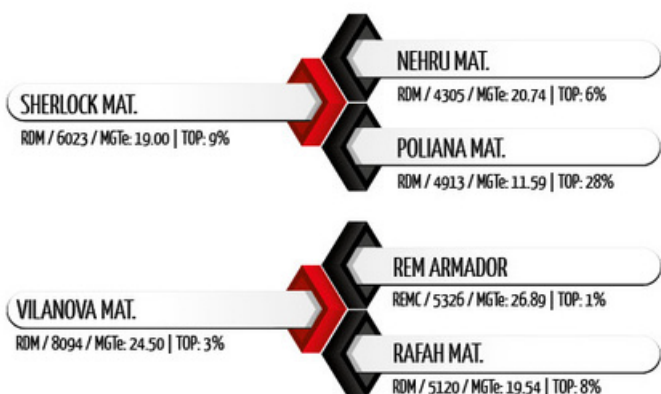 NEHRU MAT.
RDM / 4305 / MGTe: 20.74 | TOP: 6%
SHERLOCK MAT.
RDM / 6023 / MGTe: 19.00 | TOP: 9%
POLIANA MAT.
RDM / 4913 / MGTe: 11.59 | TOP: 28%
REM ARMADOR
REMC / 5326 / MGTe: 26.89 | TOP: 1%
VILANOVA MAT.
RDM / 8094 / MGTe: 24.50 | TOP: 3%
RAFAH MAT.
RDM / 5120 / MGTe: 19.54 | TOP: 8%